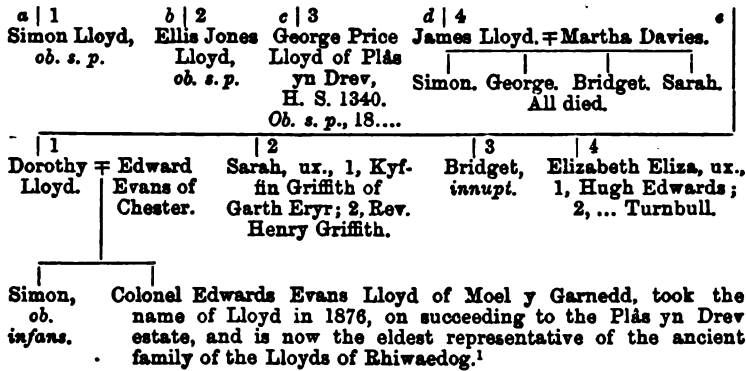 a | 1 b | 2 c | 3 d | 4 e
Simon Lloyd, Ellis Jones George Price James Lloyd. ╤ Martha Davies.
ob. s. p. Lloyd, Lloyd of Plâs
ob. s. p. yn Drev, Simon. George. Bridget. Sarah.
H. S. 1340. All died.
Ob. s. p., 18....
| 1 | 2 | 3 | 4
Dorothy ╤ Edward Sarah, ux., 1, Kyf- Bridget, Elizabeth Eliza, ux.,
Lloyd. Evans of fin Griffith of innupt. 1, Hugh Edwards;
Chester. Garth Eryr; 2, Rev. 2, ... Turnbull.
Henry Griffith.
Simon, Colonel Edwards Evans Lloyd of Moel y Garnedd, took the
ob. name of Lloyd in 1876, on succeeding to the Plâs yn Drev
infans. estate, and is now the eldest representative of the ancient
family of the Lloyds of Rhiwaedog.¹